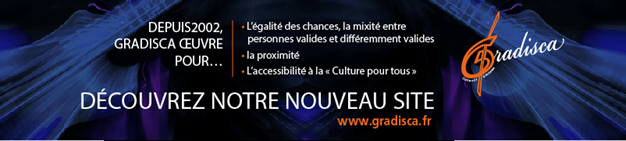 DEPUIS2002,
GRADISCA ŒUVRE
POUR…
• L'égalité des chances, la mixité entre
personnes valides et différemment valides
• la proximité
• L'accessibilité à la « Culture pour tous »
Gradisca
DÉCOUVREZ NOTRE NOUVEAU SITE
www.gradisca.fr